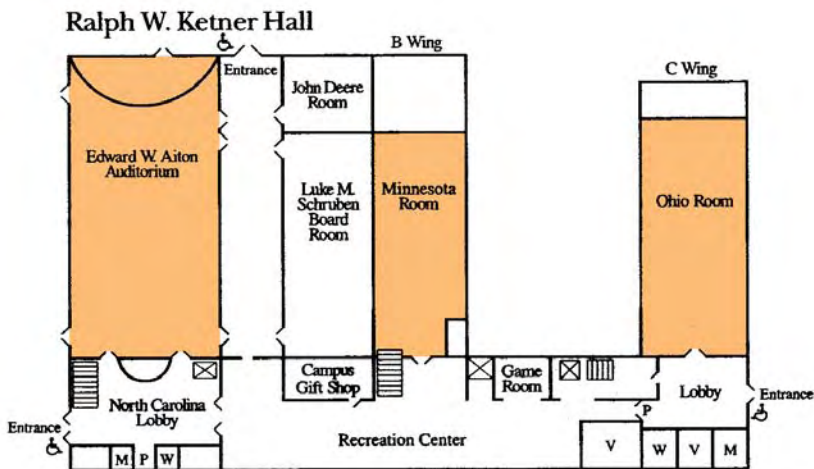 Ralph W. Ketner Hall
B Wing
Entrance
C Wing
John Deere
Room
Edward W. Aiton
Auditorium
Luke M.
Schruben
Board
Room
Minnesota
Room
Ohio Room
Campus
Gift Shop
Game
Room
Lobby
Entrance
North Carolina
Lobby
P
Entrance
Recreation Center
V
W
V
M
M
P
W